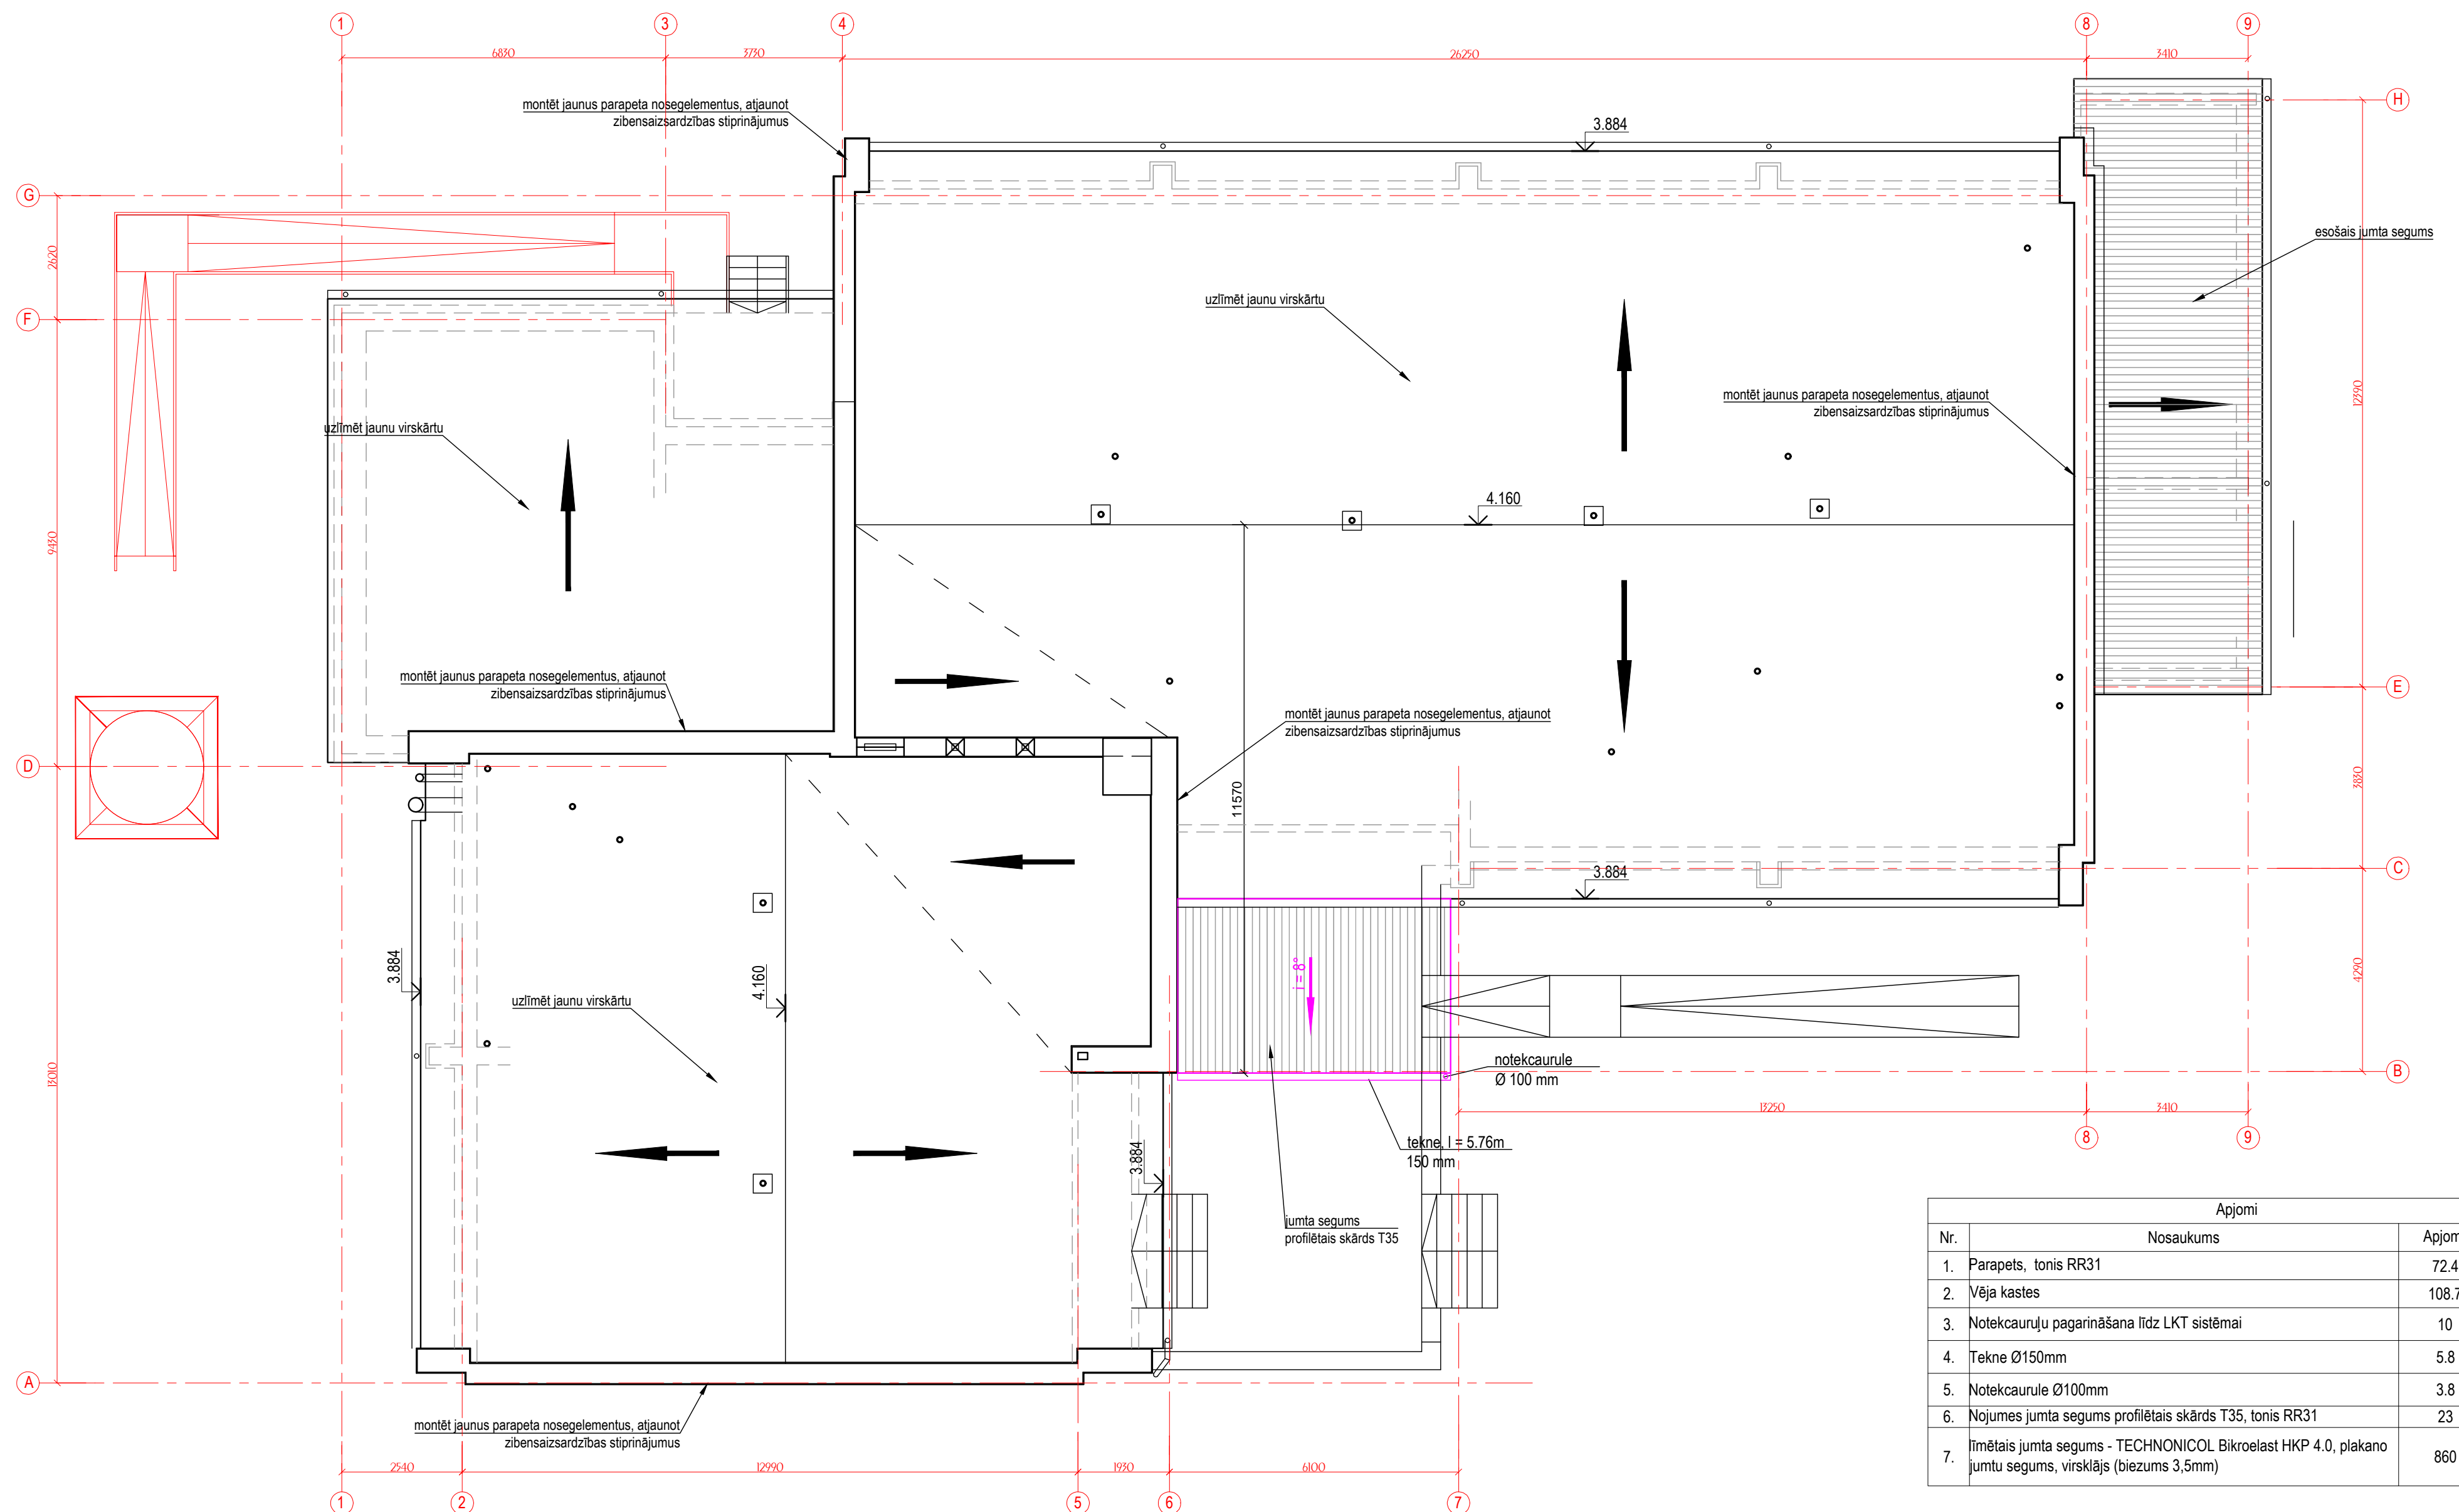 1
3
4
8
9
6830
3730
26250
3410
H
montēt jaunus parapeta nosegelementus, atjaunot
zibensaizsardzības stiprinājumus
3.884
G
esošais jumta segums
2620
uzlīmēt jaunu virskārtu
F
12390
montēt jaunus parapeta nosegelementus, atjaunot
zibensaizsardzības stiprinājumus
uzlīmēt jaunu virskārtu
4.160
9430
montēt jaunus parapeta nosegelementus, atjaunot
zibensaizsardzības stiprinājumus
E
montēt jaunus parapeta nosegelementus, atjaunot
zibensaizsardzības stiprinājumus
D
3830
11570
C
3.884
3.884
4.160
i = 8°
4290
uzlīmēt jaunu virskārtu
notekcaurule
Ø 100 mm
B
13010
13250
3410
8
9
tekne, l = 5.76m
150 mm
3.884
jumta segums
profilētais skārds T35
Apjomi
Nr. Nosaukums Apjom
1. Parapets, tonis RR31 72.4
2. Vēja kastes 108.7
3. Notekcauruļu pagarināšana līdz LKT sistēmai 10
4. Tekne Ø150mm 5.8
5. Notekcaurule Ø100mm 3.8
6. Nojumes jumta segums profilētais skārds T35, tonis RR31 23
7. līmētais jumta segums - TECHNONICOL Bikroelast HKP 4.0, plakano
jumtu segums, virsklājs (biezums 3,5mm) 860
A
montēt jaunus parapeta nosegelementus, atjaunot
zibensaizsardzības stiprinājumus
2540
12990
1930
6100
1
2
5
6
7